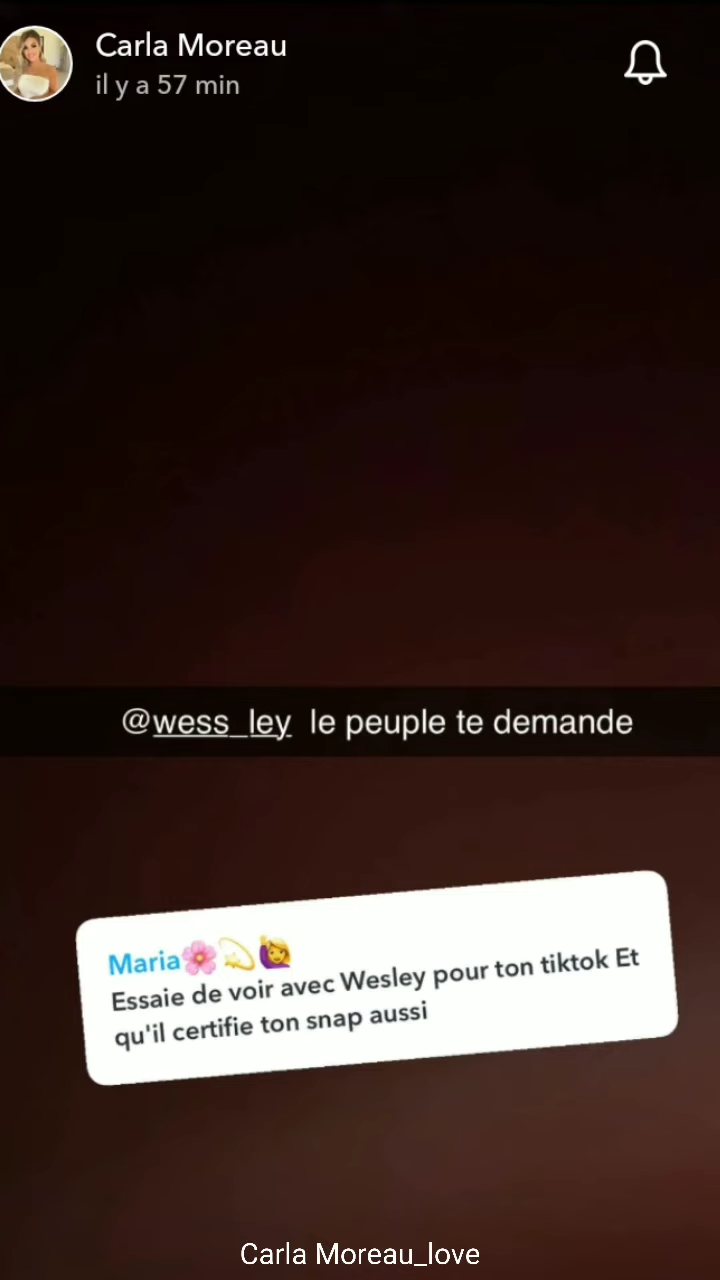 Carla Moreau
il y a 57 min
@wess_ley le peuple te demande
Maria🌸💫🙋‍♀️
Essaie de voir avec Wesley pour ton tiktok Et
qu'il certifie ton snap aussi
Carla Moreau_love